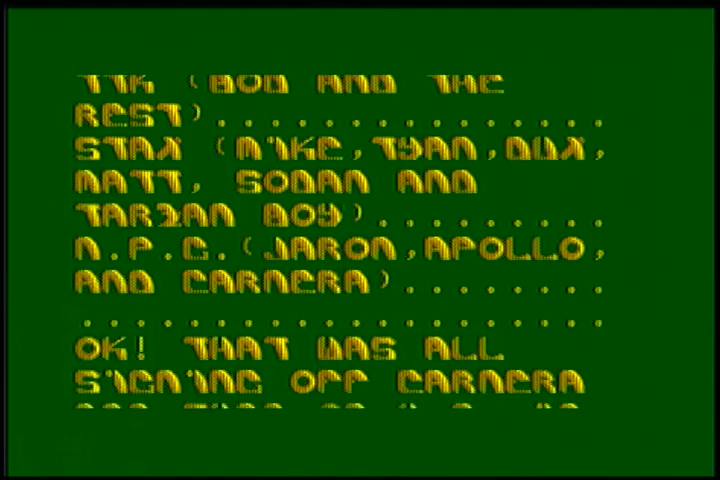 TTK (BOB AND THE
REST)...............
STAX (MIKE,TYAN,DUX,
MATT, SODAN AND
TARZAN BOY).........
N.P.C.(JARON,APOLLO,
AND CARNERA)........
....................
OK! THAT WAS ALL
SIGNING OFF CARNERA